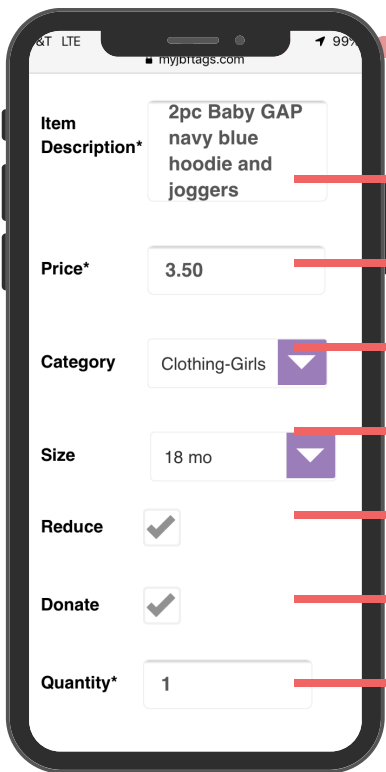 &T LTE 99%
myjbftags.com
Item
Description*
2pc Baby GAP
navy blue
hoodie and
joggers
Price*
3.50
Category
Clothing-Girls
Size
18 mo
Reduce
Donate
Quantity*
1